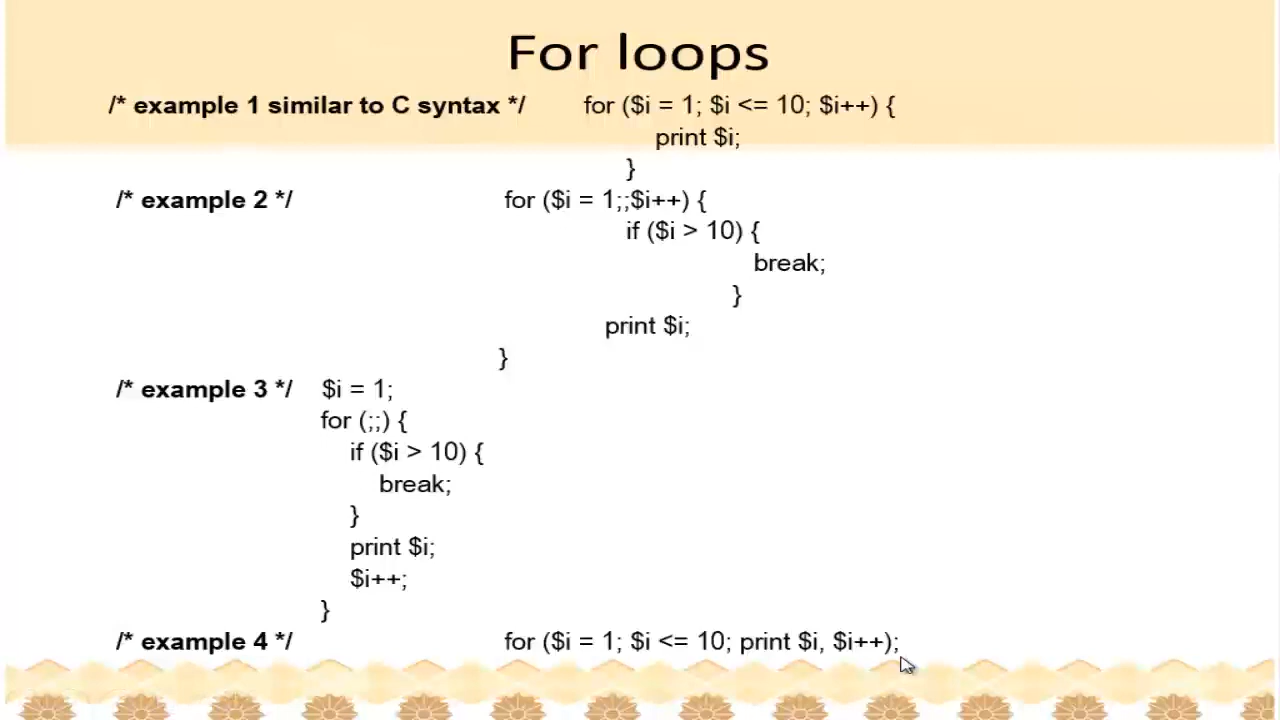 For loops
/* example 1 similar to C syntax */ for ($i = 1; $i <= 10; $i++) {
print $i;
}
/* example 2 */ for ($i = 1;;$i++) {
if ($i > 10) {
break;
}
print $i;
}
/* example 3 */ $i = 1;
for (;;) {
if ($i > 10) {
break;
}
print $i;
$i++;
}
/* example 4 */ for ($i = 1; $i <= 10; print $i, $i++);